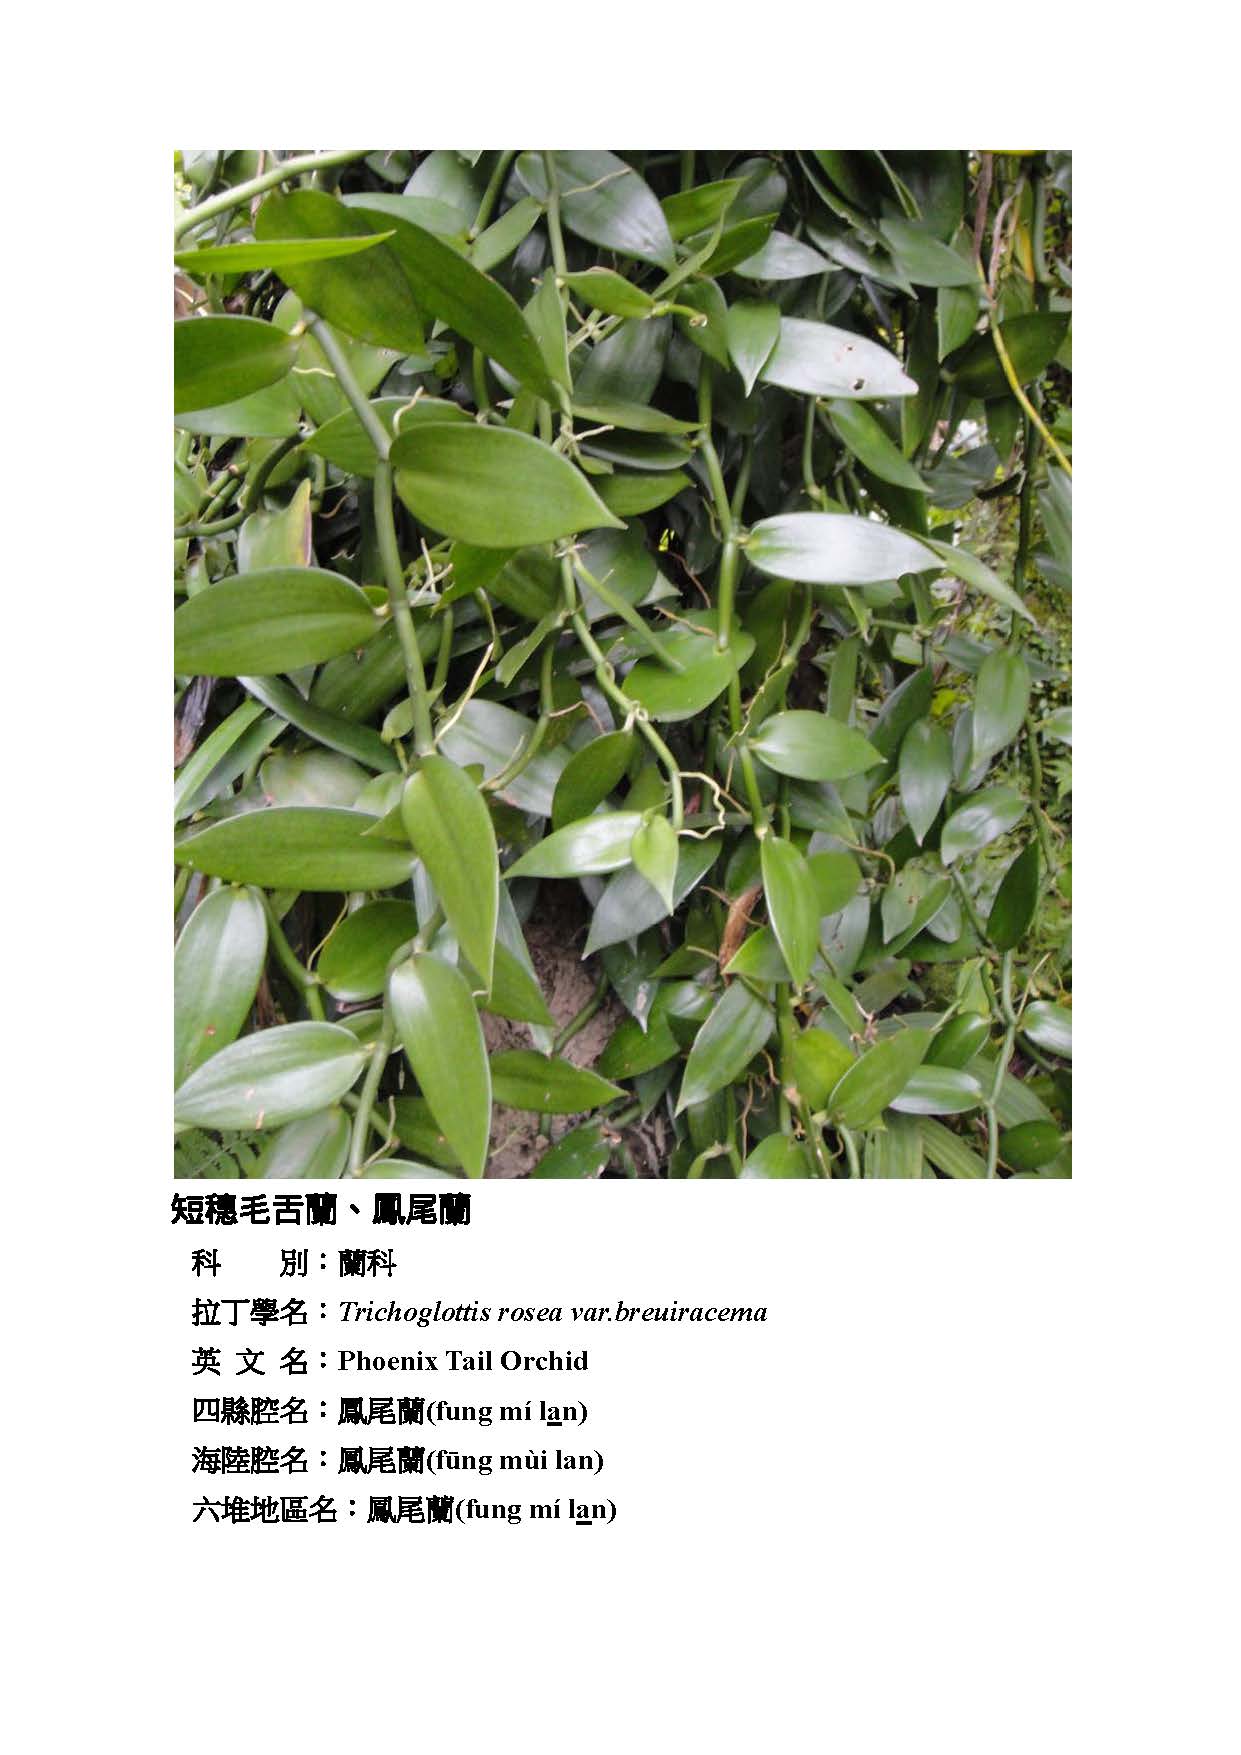 短穗毛舌蘭、鳳尾蘭
科　　別：蘭科
拉丁學名：Trichoglottis rosea var.breuiracema
英 文 名：Phoenix Tail Orchid
四縣腔名：鳳尾蘭(fung mí lan)
海陸腔名：鳳尾蘭(fūng mùi lan)
六堆地區名：鳳尾蘭(fung mí lan)